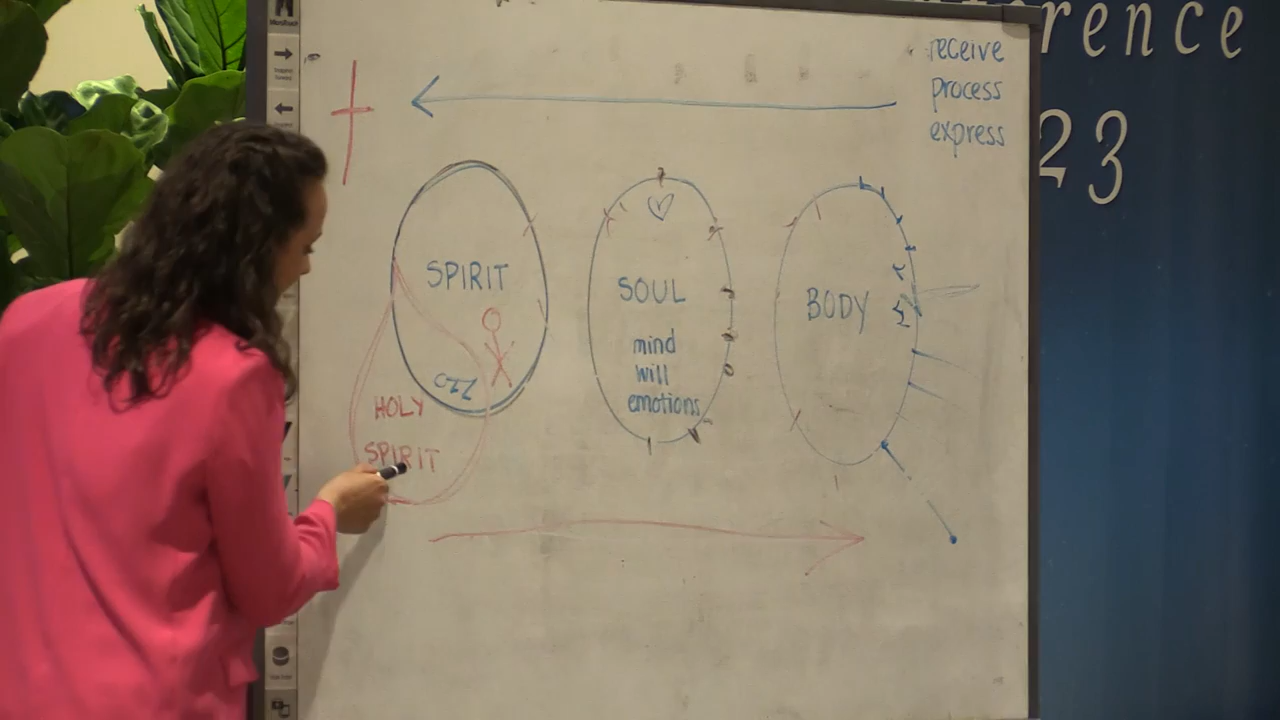 receive
process
express
SPIRIT
HOLY
SPIRIT
SOUL
mind
will
emotions
BODY
rence
23